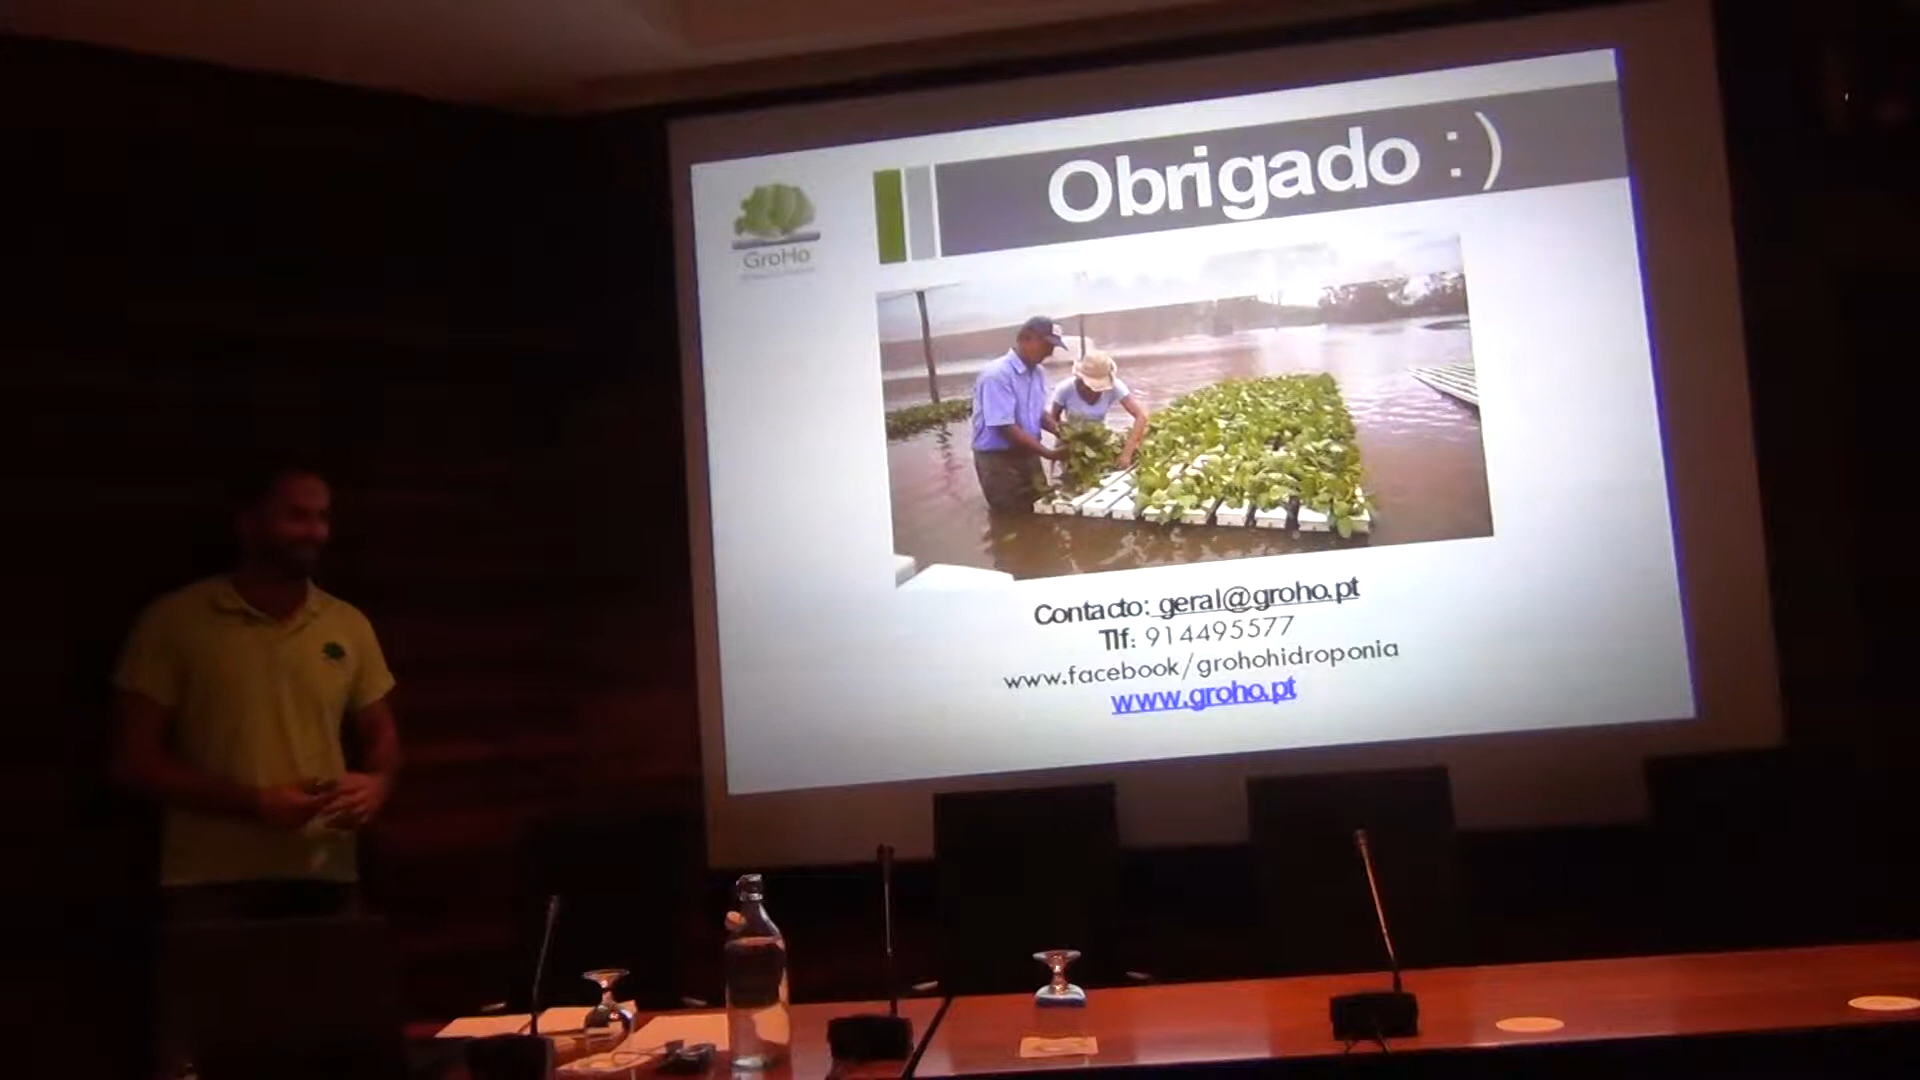 Obrigado :)
GroHo
Contacto: geral@groho.pt
Tlf: 914495577
www.facebook/grohohidroponia
www.groho.pt